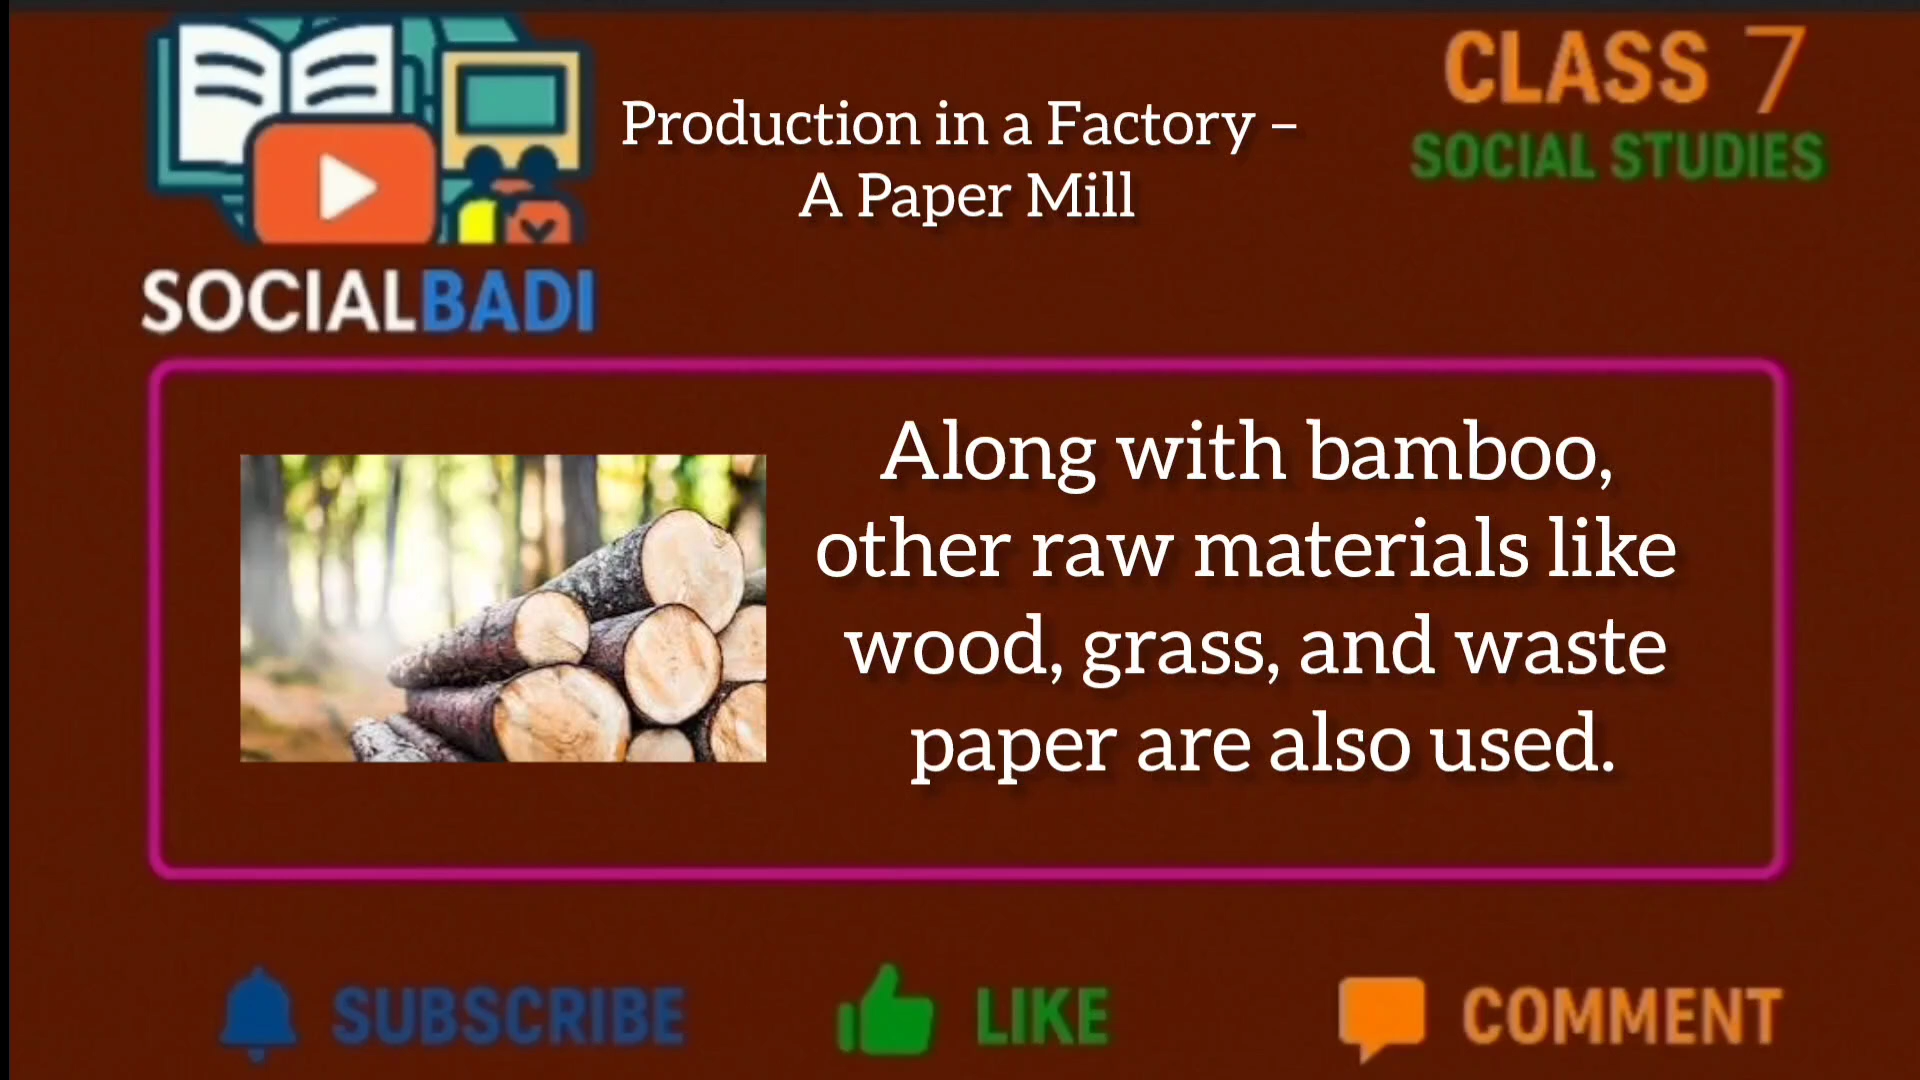 CLASS 7
SOCIAL STUDIES
Production in a Factory –
A Paper Mill
SOCIALBADI
Along with bamboo,
other raw materials like
wood, grass, and waste
paper are also used.
SUBSCRIBE
LIKE
COMMENT